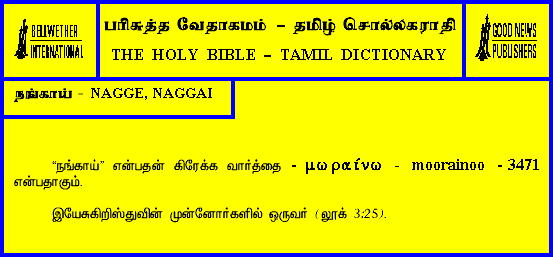 BELLWETHER
INTERNATIONAL
பரிசுத்த வேதாகமம் – தமிழ் சொல்லகராதி
THE HOLY BIBLE – TAMIL DICTIONARY
GOOD NEWS
PUBLISHERS
நங்காய் - NAGGE, NAGGAI
“நங்காய்” என்பதன் கிரேக்க வார்த்தை - μωραίνω - moorainoo - 3471
என்பதாகும்.
இயேசுகிறிஸ்துவின் முன்னோர்களில் ஒருவர் (லூக் 3:25).